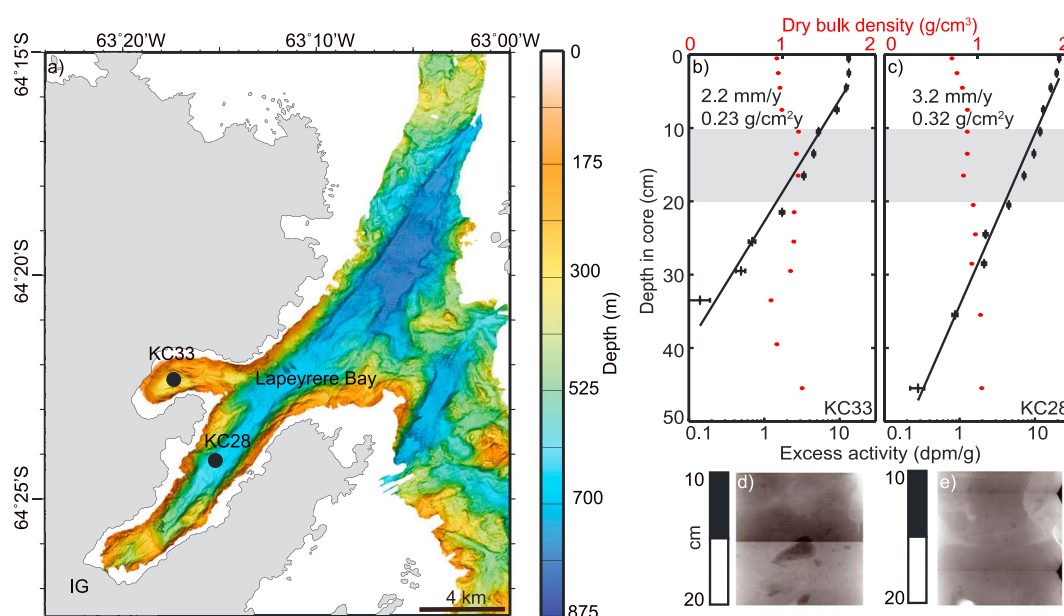 63°20'W
63°10'W
63°00'W
64°15'S
64°20'S
64°25'S
a)
KC33
Lapeyrere Bay
KC28
IG
4 km
0
175
300
525
700
875
Depth (m)
Dry bulk density g/cm³
0
1
2
0
1
2
b)
c)
2.2 mm/y
0.23 g/cm²y
3.2 mm/y
0.32 g/cm²y
0
10
20
30
40
50
Depth in core (cm)
KC33
KC28
0.1
1
10
0.1
1
10
Excess activity (dpm/g)
10
cm
20
d)
10
20
e)